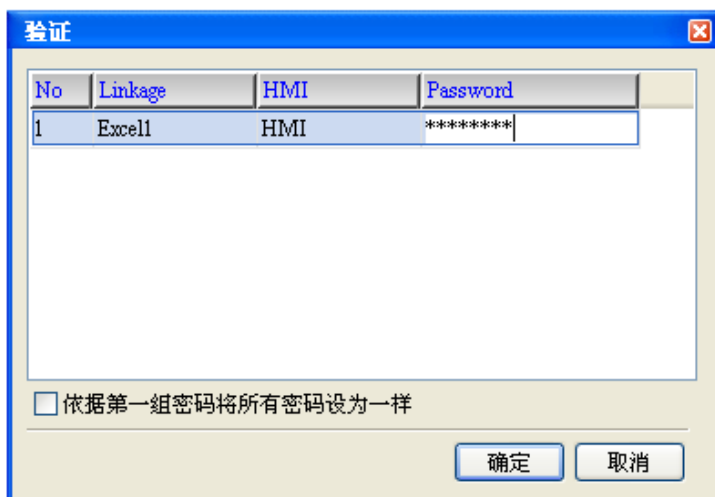 验证
No Linkage HMI Password
1 Excel1 HMI ********
依据第一组密码将所有密码设为一样
确定 取消